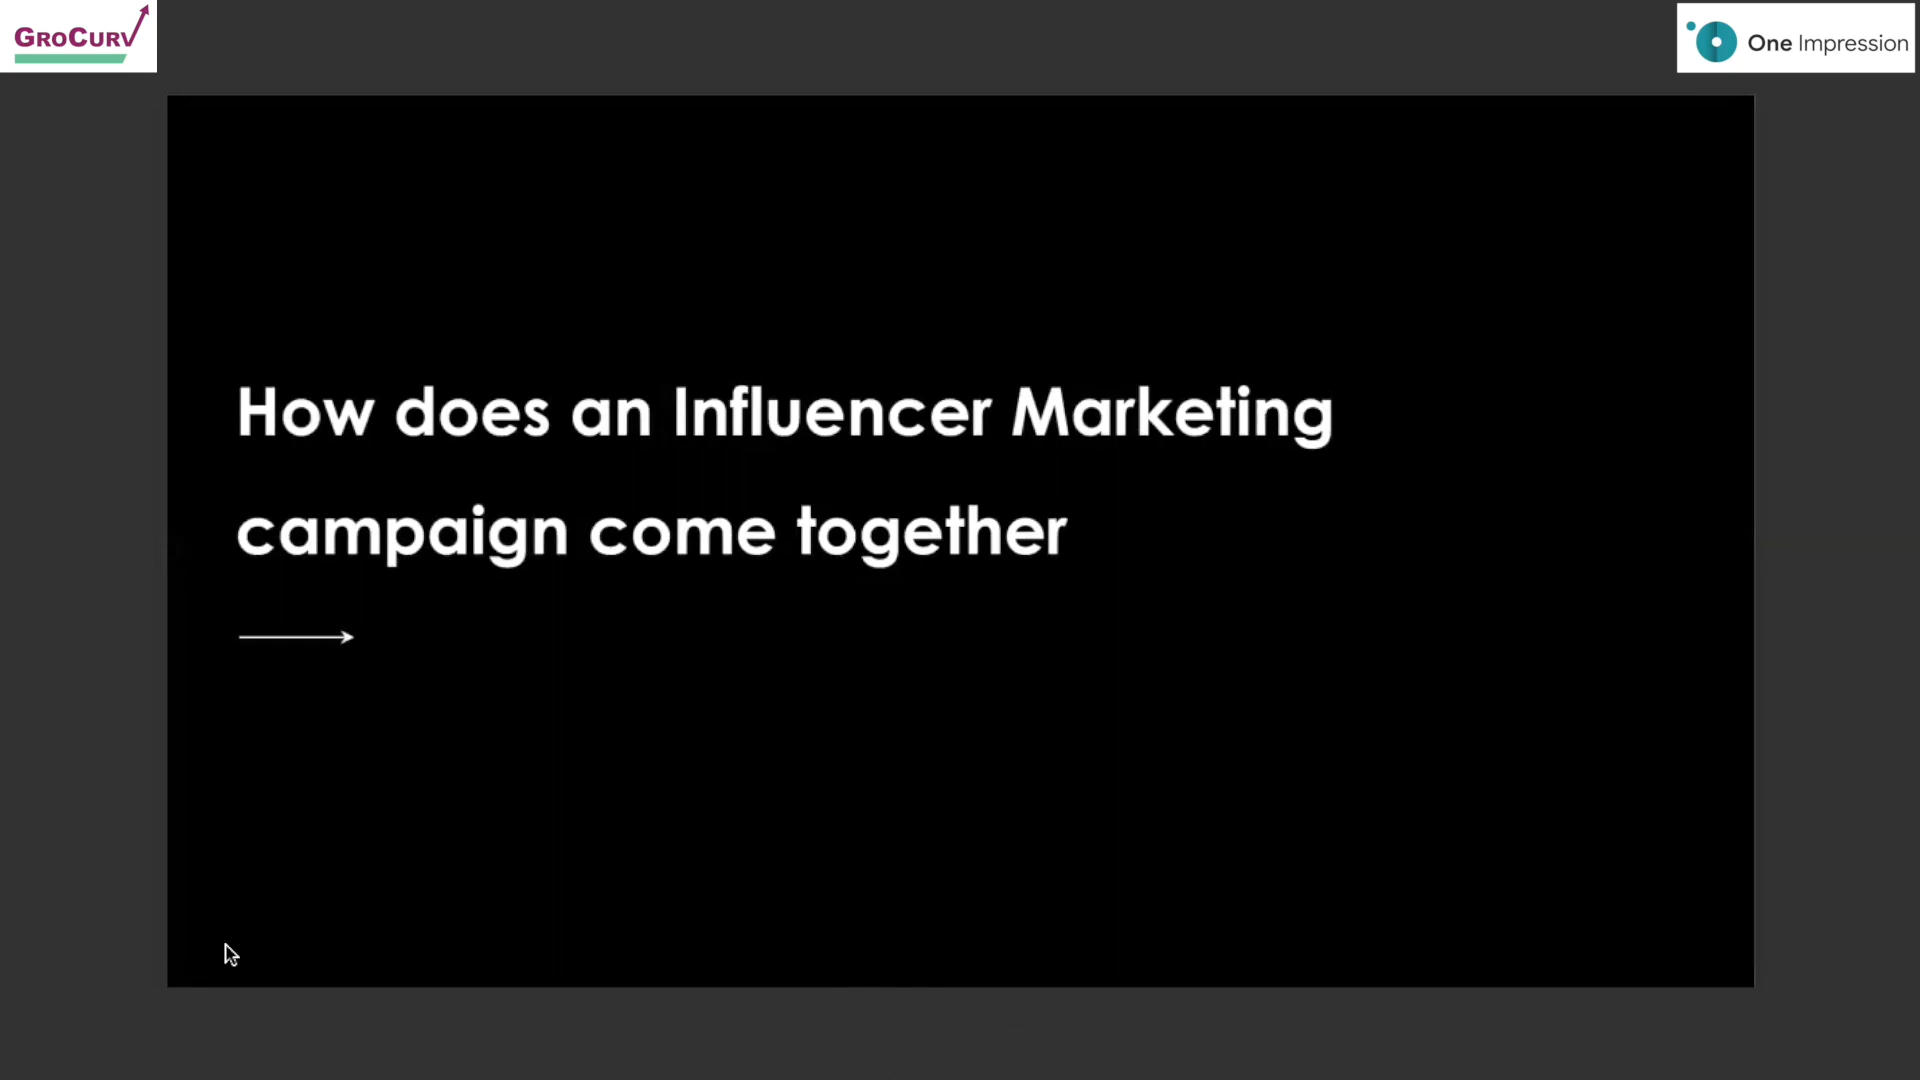 GROCURV
One Impression
How does an Influencer Marketing
campaign come together